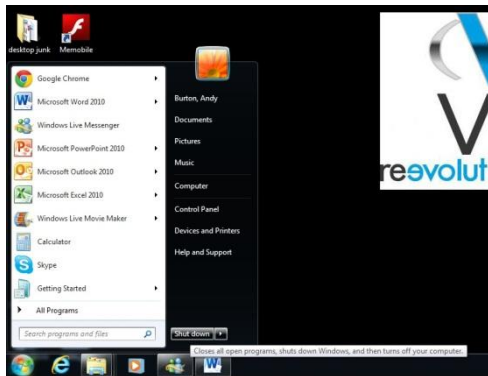 desktop junk
Memobile
Google Chrome
Microsoft Word 2010
Windows Live Messenger
Microsoft PowerPoint 2010
Microsoft Outlook 2010
Microsoft Excel 2010
Windows Live Movie Maker
Calculator
Skype
Getting Started
All Programs
Search programs and files
Burton, Andy
Documents
Pictures
Music
Computer
Control Panel
Devices and Printers
Help and Support
Shut down
Closes all open programs, shuts down Windows, and then turns off your computer.
V
reevolut